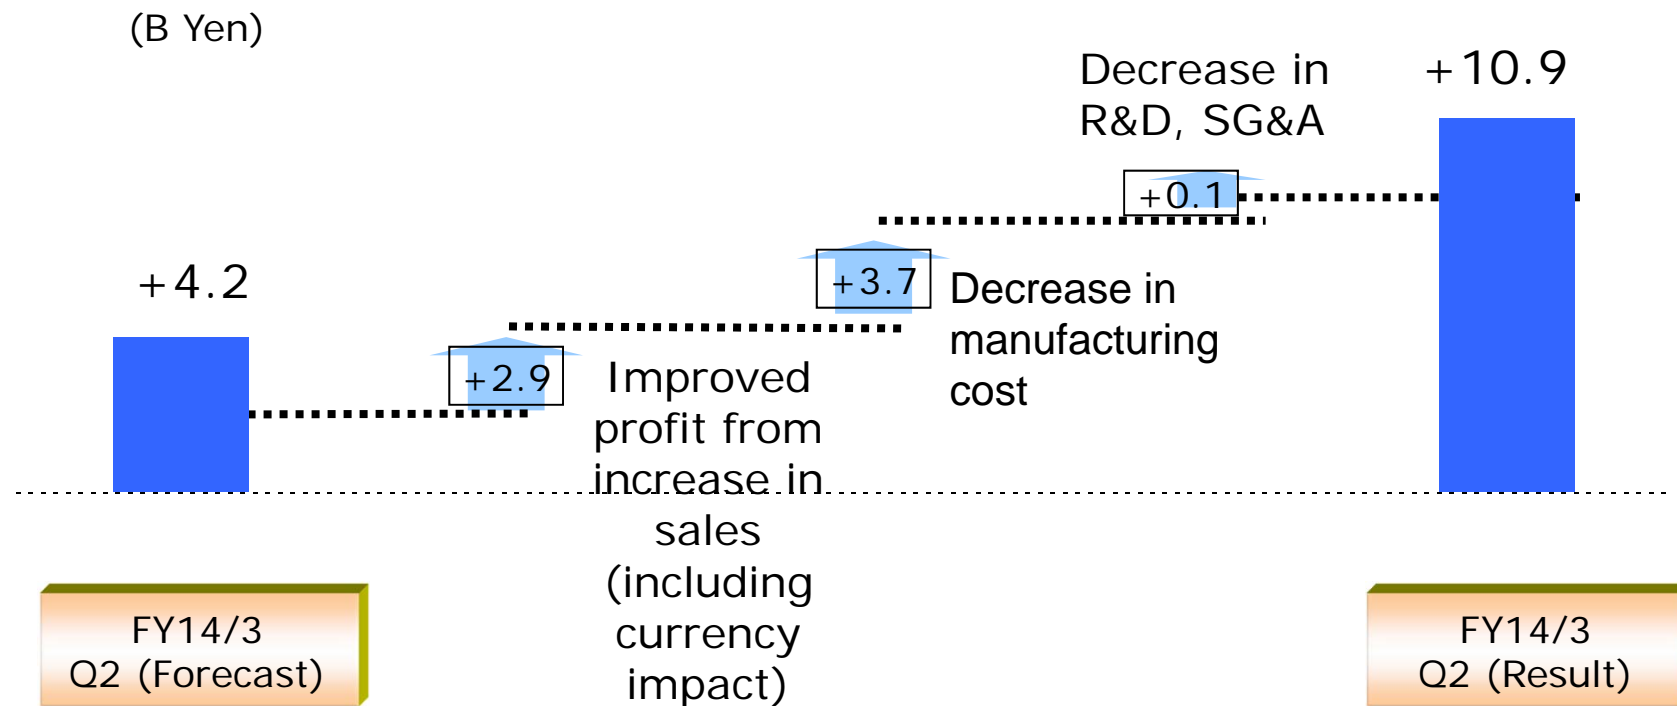 (B Yen)
+4.2
+2.9
Improved
profit from
increase in
sales
(including
currency
impact)
+3.7
Decrease in
manufacturing
cost
Decrease in
R&D, SG&A
+0.1
+10.9
FY14/3
Q2 (Forecast)
FY14/3
Q2 (Result)